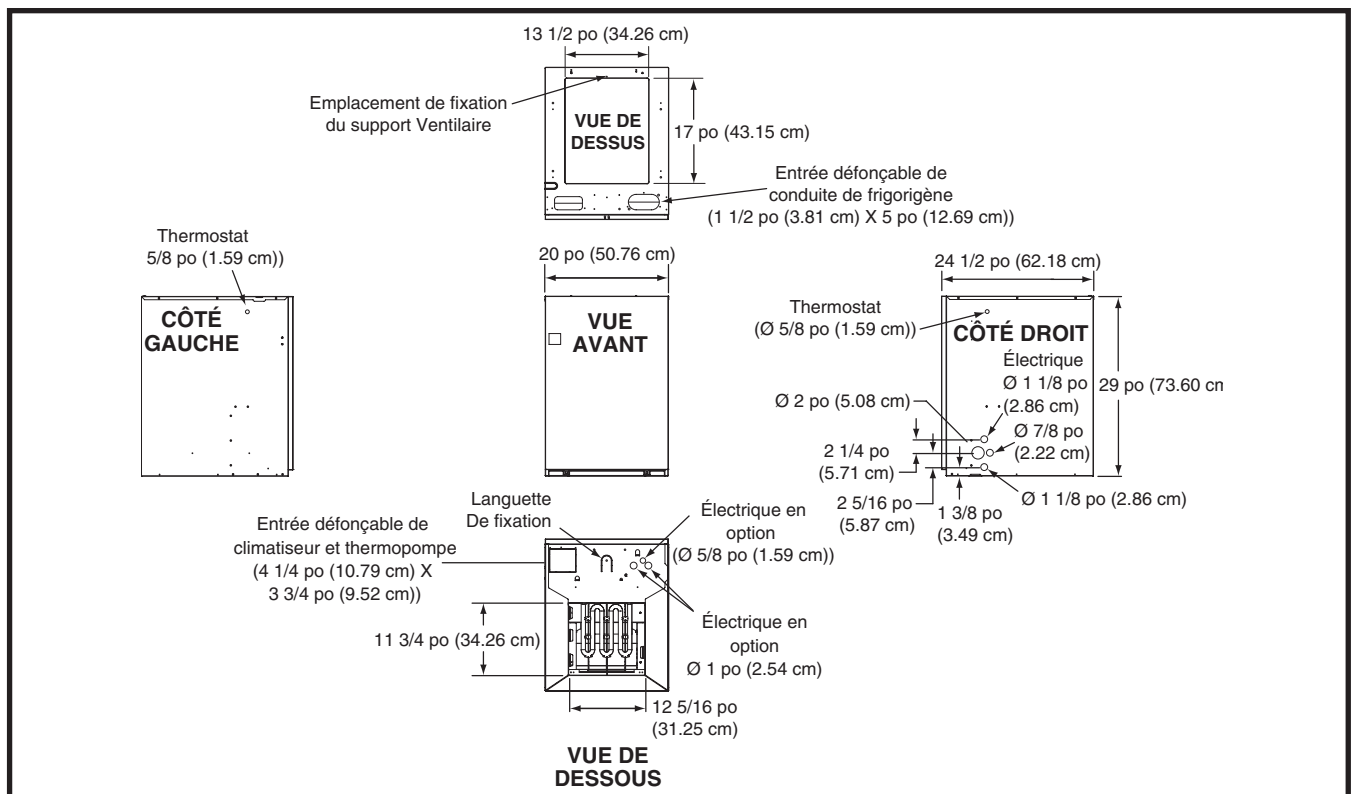 13 1/2 po (34.26 cm)
Emplacement de fixation
du support Ventilaire
VUE DE
DESSUS
17 po (43.15 cm)
Entrée défonçable de
conduite de frigorigène
(1 1/2 po (3.81 cm) X 5 po (12.69 cm))
Thermostat
5/8 po (1.59 cm))
CÔTÉ
GAUCHE
20 po (50.76 cm)
VUE
AVANT
24 1/2 po (62.18 cm)
Thermostat
(Ø 5/8 po (1.59 cm))
CÔTÉ DROIT
Électrique
Ø 1 1/8 po
(2.86 cm)
29 po (73.60 cm
Ø 2 po (5.08 cm)
Ø 7/8 po
(2.22 cm)
2 1/4 po
(5.71 cm)
2 5/16 po
(5.87 cm)
1 3/8 po
(3.49 cm)
Ø 1 1/8 po (2.86 cm)
Languette
De fixation
Électrique en
option
(Ø 5/8 po (1.59 cm))
Entrée défonçable de
climatiseur et thermopompe
(4 1/4 po (10.79 cm) X
3 3/4 po (9.52 cm))
11 3/4 po (34.26 cm)
Électrique en
option
Ø 1 po (2.54 cm)
12 5/16 po
(31.25 cm)
VUE DE
DESSOUS